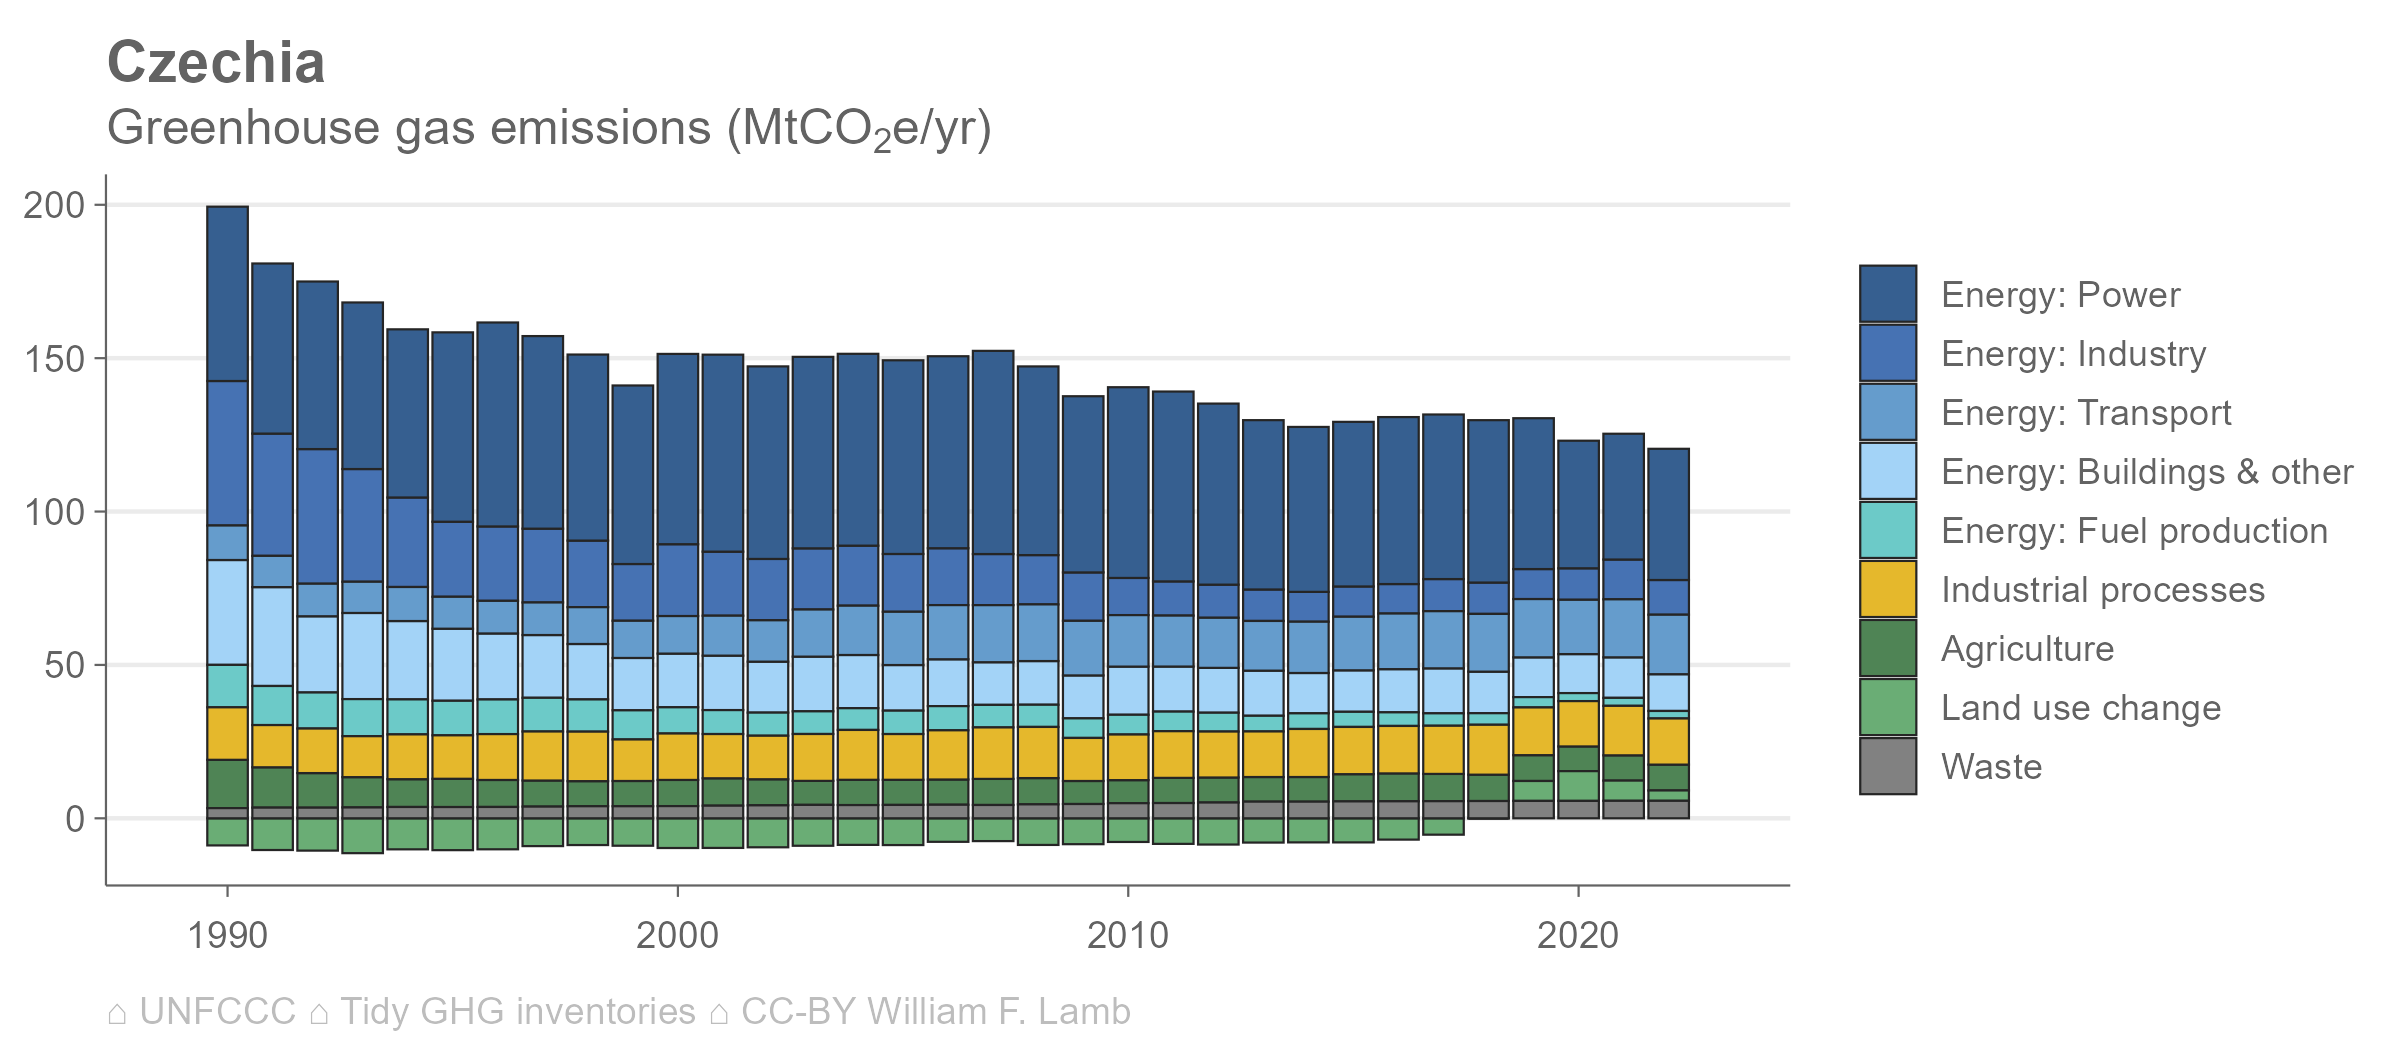 Czechia
Greenhouse gas emissions (MtCO₂e/yr)
200
150
100
50
0
1990
2000
2010
2020
Energy: Power
Energy: Industry
Energy: Transport
Energy: Buildings & other
Energy: Fuel production
Industrial processes
Agriculture
Land use change
Waste
⌂ UNFCCC ⌂ Tidy GHG inventories ⌂ CC-BY William F. Lamb